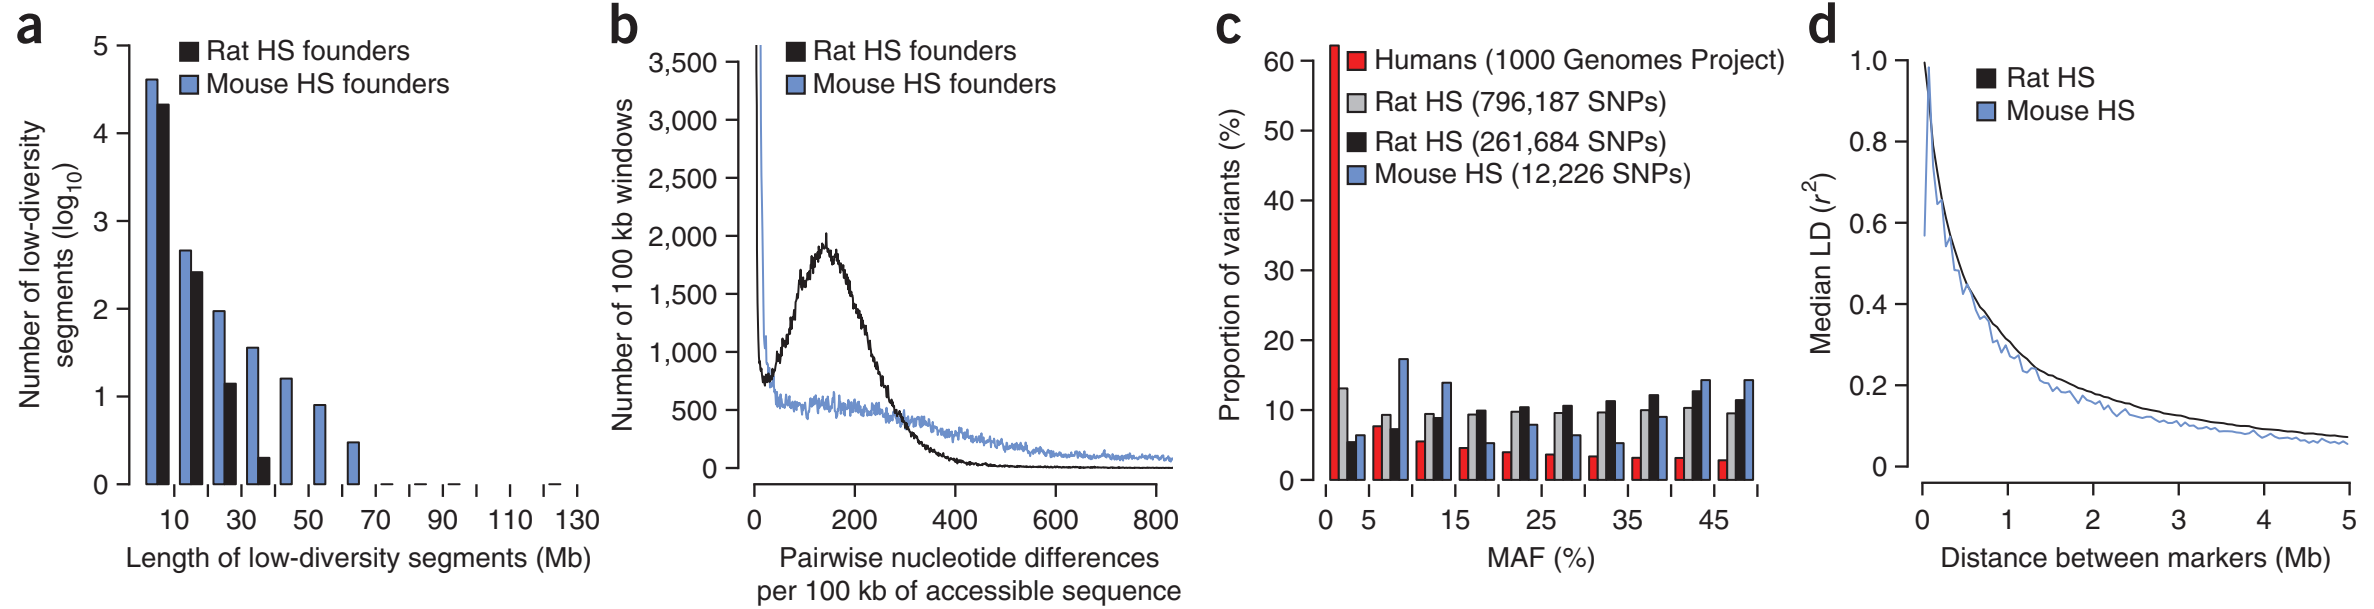 a
5
4
3
2
1
0
Number of low-diversity
segments (log10)
Rat HS founders
Mouse HS founders
10 30 50 70 90 110 130
Length of low-diversity segments (Mb)
b
3,500
3,000
2,500
2,000
1,500
1,000
500
0
Number of 100 kb windows
Rat HS founders
Mouse HS founders
0 200 400 600 800
Pairwise nucleotide differences
per 100 kb of accessible sequence
c
60
50
40
30
20
10
0
Proportion of variants (%)
Humans (1000 Genomes Project)
Rat HS (796,187 SNPs)
Rat HS (261,684 SNPs)
Mouse HS (12,226 SNPs)
0 5 15 25 35 45
MAF (%)
d
1.0
0.8
0.6
0.4
0.2
0
Median LD (r2)
Rat HS
Mouse HS
0 1 2 3 4 5
Distance between markers (Mb)